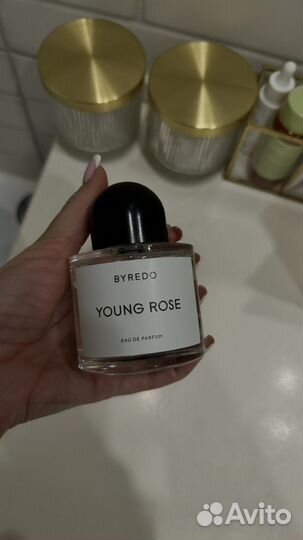 BYREDO
YOUNG ROSE
EAU DE PARFUM
Avito